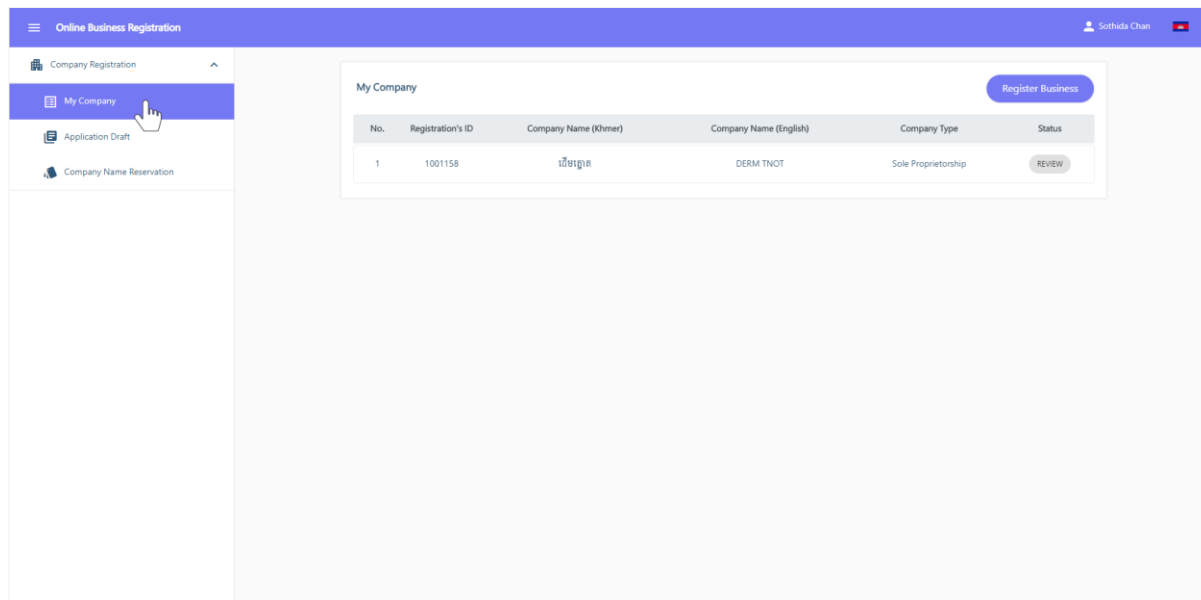 Online Business Registration
Sothida Chan
Company Registration
My Company
Application Draft
Company Name Reservation
My Company
Register Business
No. Registration's ID Company Name (Khmer) Company Name (English) Company Type Status
1 1001158 ដើមត្នោត DERM TNOT Sole Proprietorship REVIEW